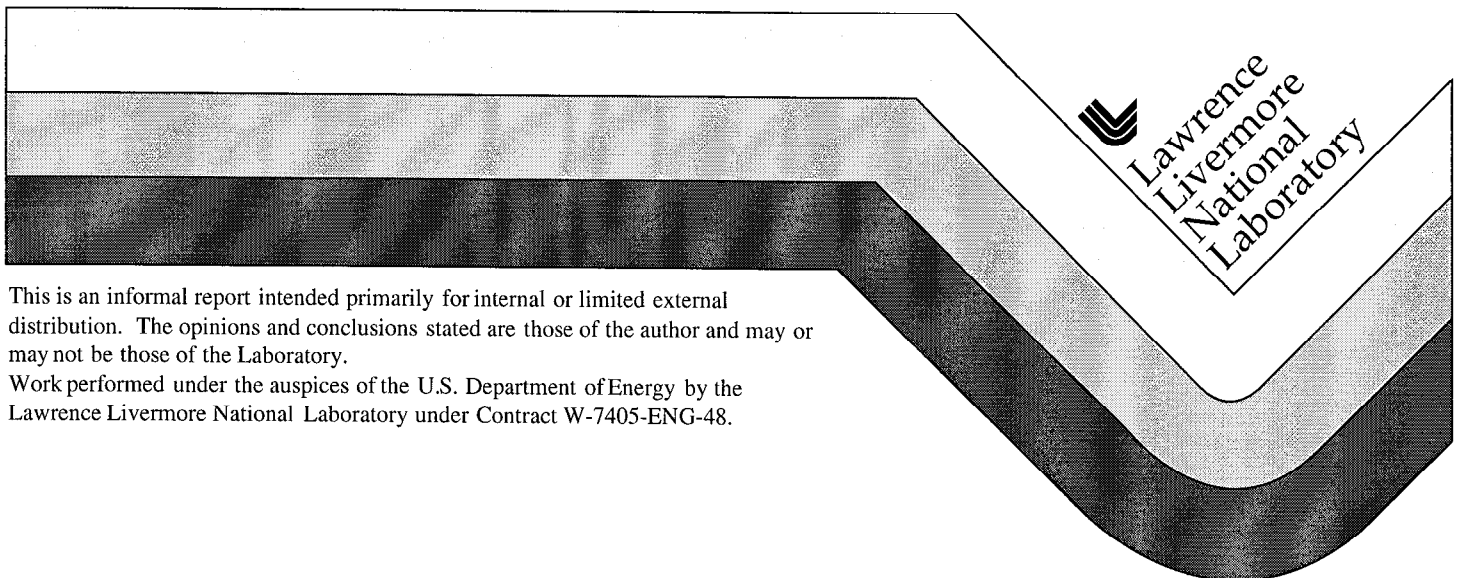 Lawrence
Livermore
National
Laboratory
This is an informal report intended primarily for internal or limited external
distribution. The opinions and conclusions stated are those of the author and may or
may not be those of the Laboratory.
Work performed under the auspices of the U.S. Department of Energy by the
Lawrence Livermore National Laboratory under Contract W-7405-ENG-48.